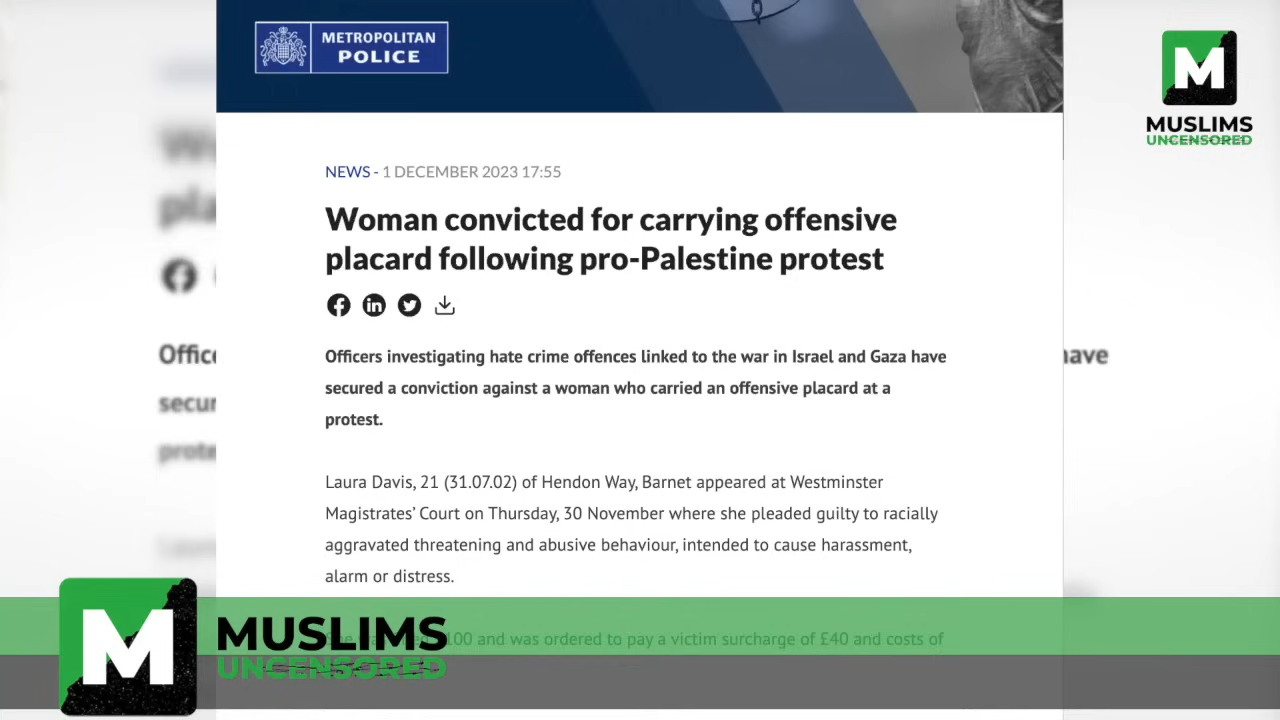 METROPOLITAN
POLICE
M
MUSLIMS
UNCENSORED
NEWS - 1 DECEMBER 2023 17:55
Woman convicted for carrying offensive
placard following pro-Palestine protest
Officers investigating hate crime offences linked to the war in Israel and Gaza have
secured a conviction against a woman who carried an offensive placard at a
protest.
Laura Davis, 21 (31.07.02) of Hendon Way, Barnet appeared at Westminster
Magistrates' Court on Thursday, 30 November where she pleaded guilty to racially
aggravated threatening and abusive behaviour, intended to cause harassment,
alarm or distress.
and was ordered to pay a victim surcharge of £40 and costs of
M
MUSLIMS
UNCENSORED
Office
secur
prote
have